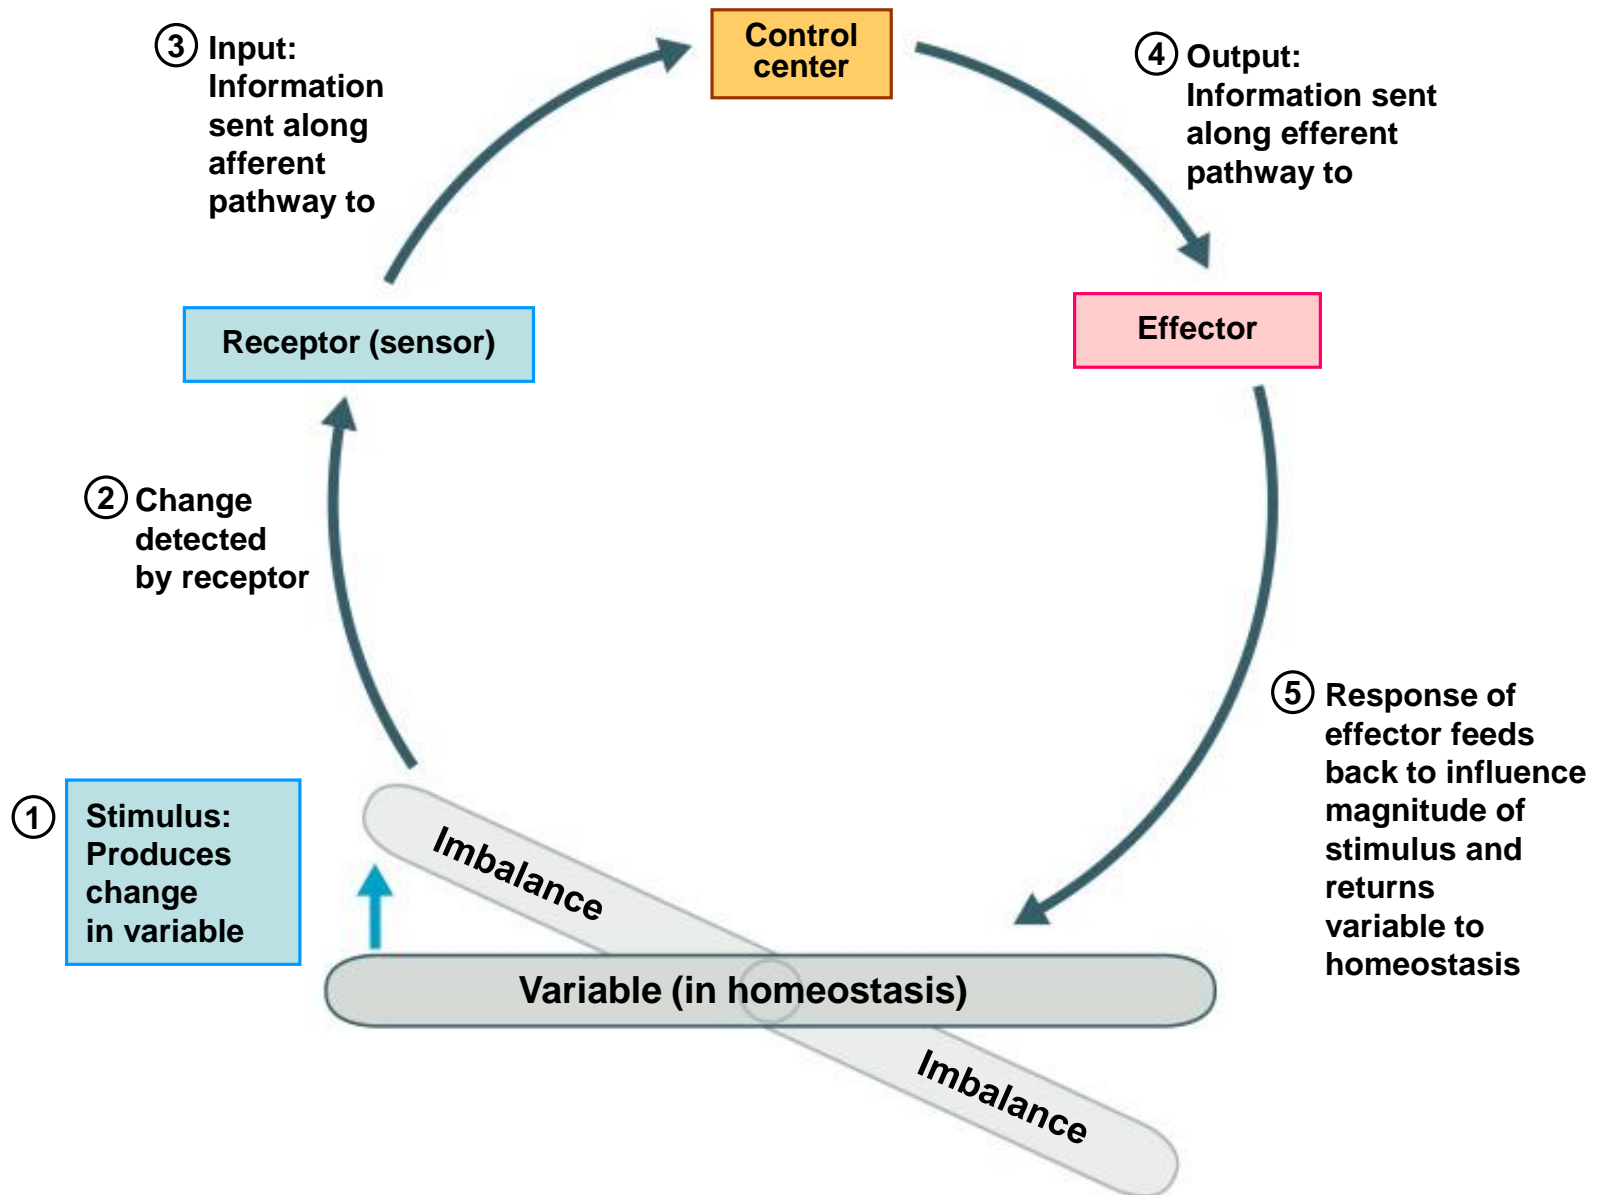 3 Input:
Information
sent along
afferent
pathway to
Control
center
4 Output:
Information sent
along efferent
pathway to
Receptor (sensor)
Effector
2 Change
detected
by receptor
5 Response of
effector feeds
back to influence
magnitude of
stimulus and
returns
variable to
homeostasis
1 Stimulus:
Produces
change
in variable
Imbalance
Variable (in homeostasis)
Imbalance